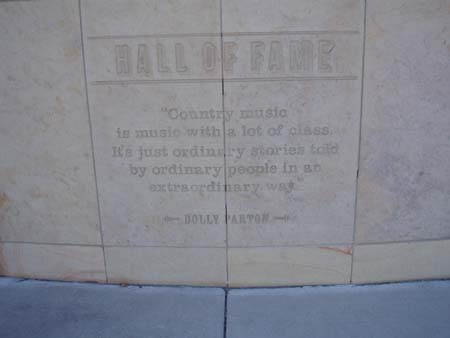 HALL OF FAME
"Country music
is music with a lot of class.
It's just ordinary stories told
by ordinary people in an
extraordinary way."
DOLLY PARTON